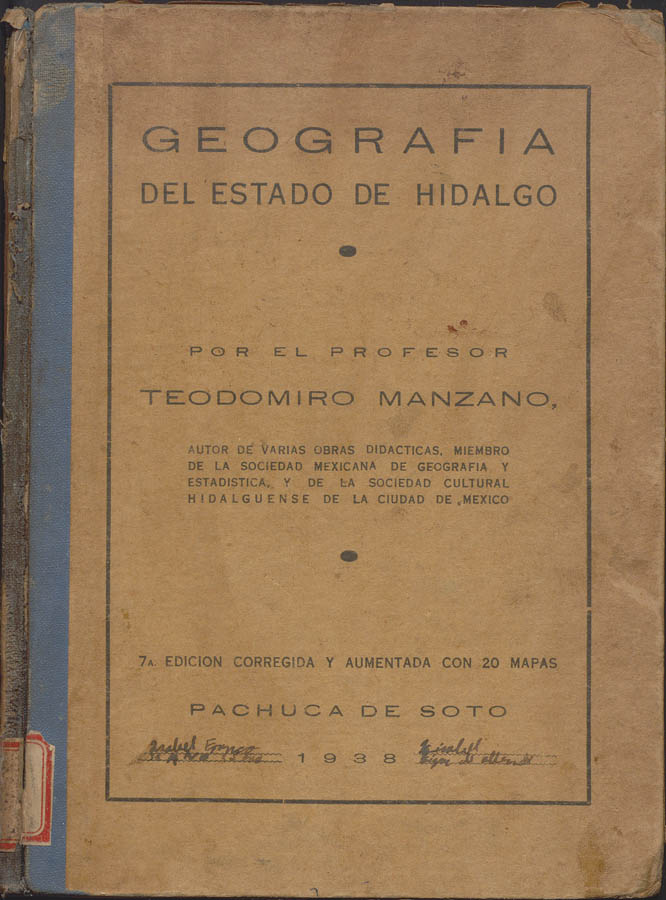 GEOGRAFIA
DEL ESTADO DE HIDALGO
POR EL PROFESOR
TEODOMIRO MANZANO,
AUTOR DE VARIAS OBRAS DIDACTICAS, MIEMBRO
DE LA SOCIEDAD MEXICANA DE GEOGRAFIA Y
ESTADISTICA, Y DE LA SOCIEDAD CULTURAL
HIDALGUENSE DE LA CIUDAD DE MEXICO
7A. EDICION CORREGIDA Y AUMENTADA CON 20 MAPAS
PACHUCA DE SOTO
1938